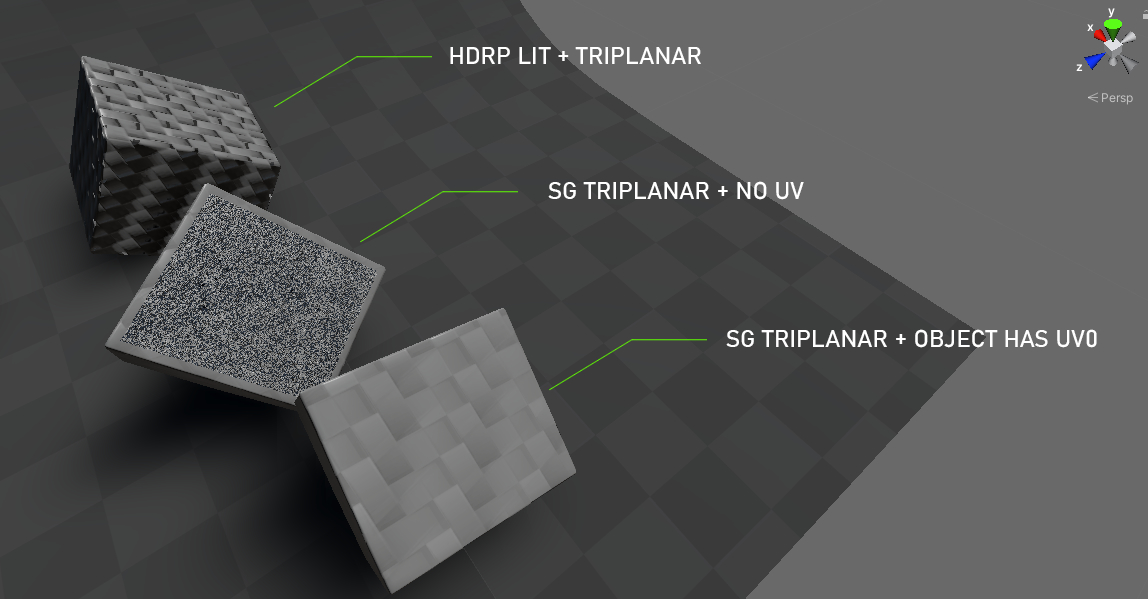 y
x
HDRP LIT + TRIPLANAR
z
< Persp
SG TRIPLANAR + NO UV
SG TRIPLANAR + OBJECT HAS UV0